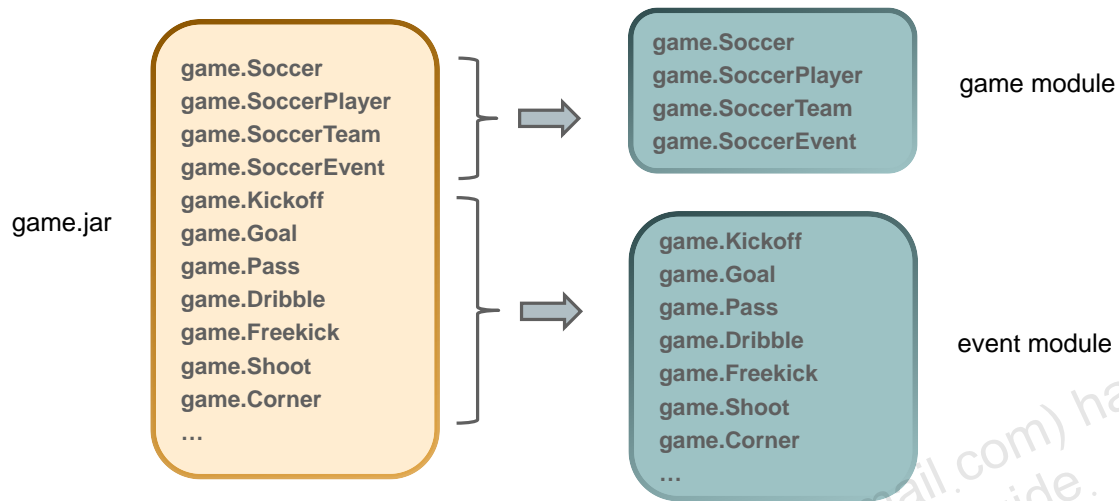 game.jar
game.Soccer
game.SoccerPlayer
game.SoccerTeam
game.SoccerEvent
game.Kickoff
game.Goal
game.Pass
game.Dribble
game.Freekick
game.Shoot
game.Corner
…
game.Soccer
game.SoccerPlayer
game.SoccerTeam
game.SoccerEvent
game module
game.Kickoff
game.Goal
game.Pass
game.Dribble
game.Freekick
game.Shoot
game.Corner
…
event module
com) ha